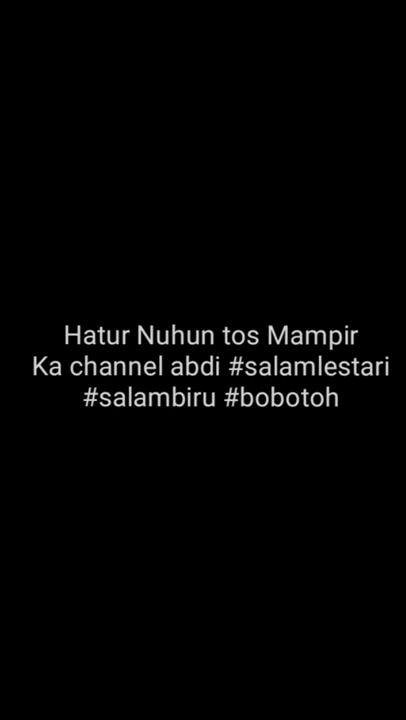 Hatur Nuhun tos Mampir
Ka channel abdi #salamlestari
#salambiru #bobotoh